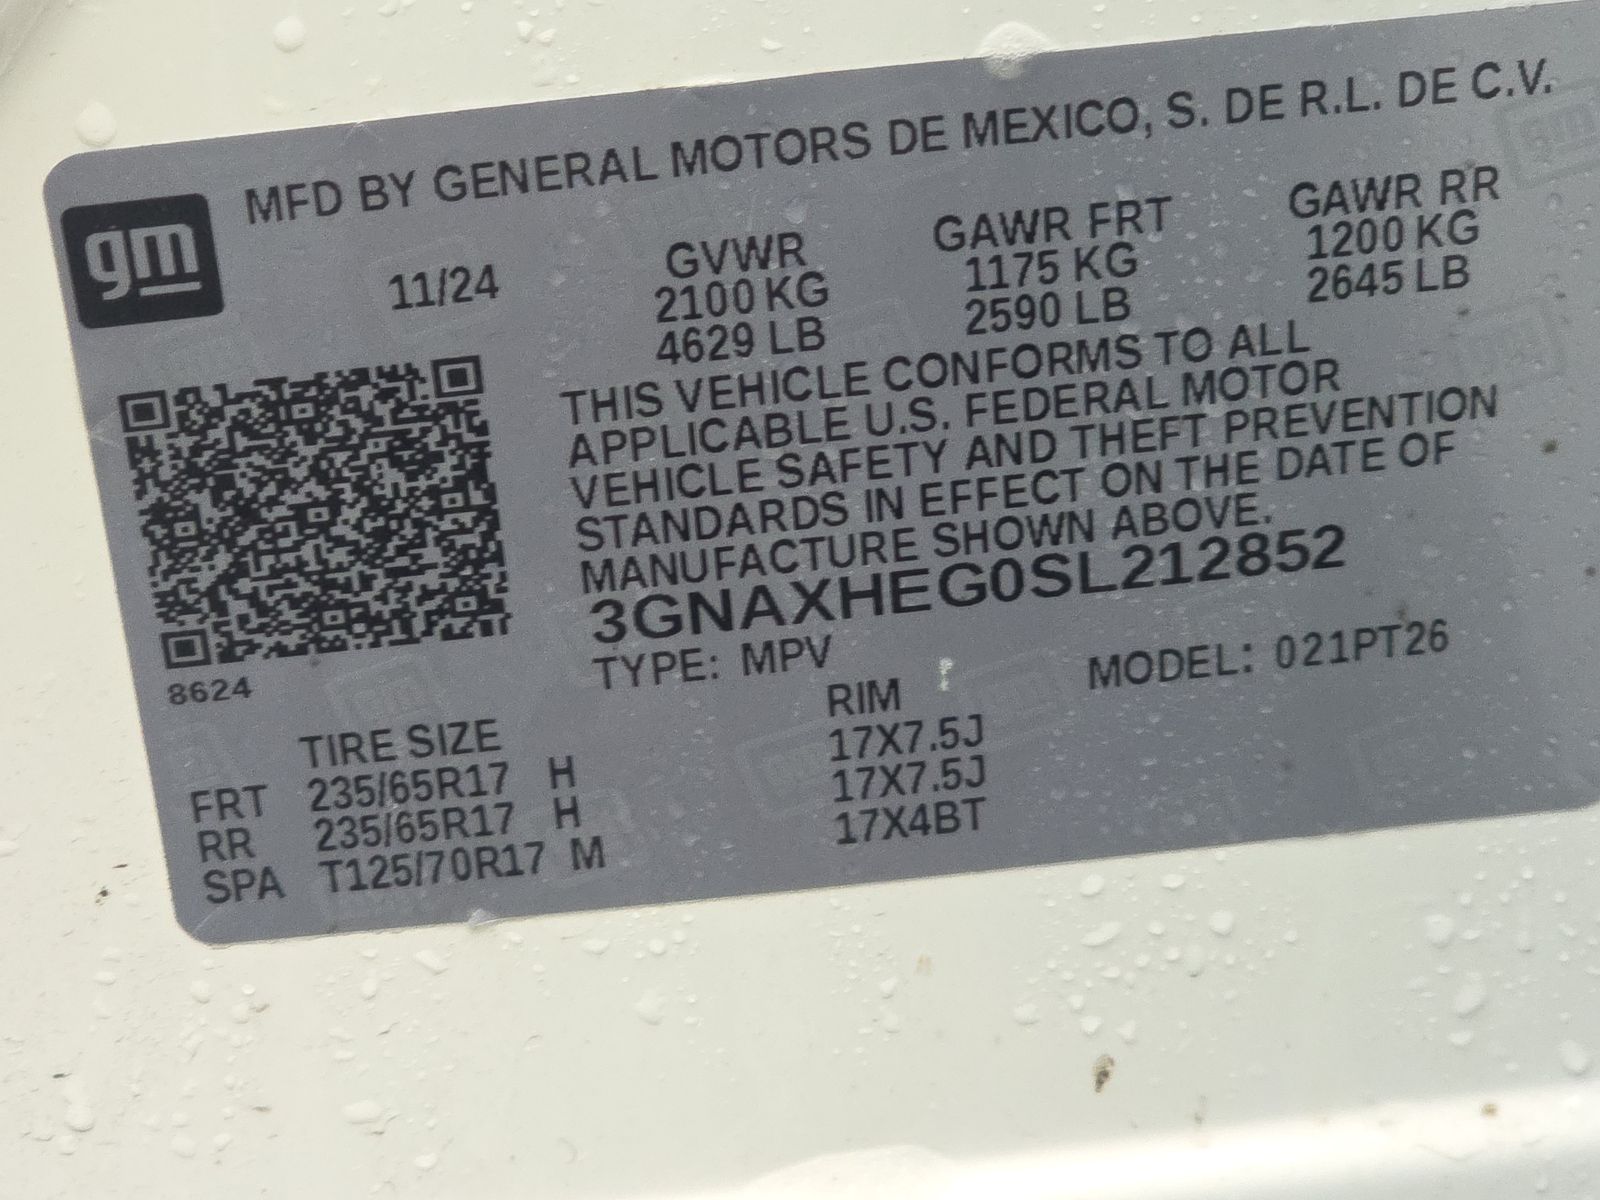 gm
MFD BY GENERAL MOTORS DE MEXICO, S. DE R.L. DE C.V.
11/24 GVWR GAWR FRT GAWR RR
2100 KG 1175 KG 1200 KG
4629 LB 2590 LB 2645 LB
THIS VEHICLE CONFORMS TO ALL
APPLICABLE U.S. FEDERAL MOTOR
VEHICLE SAFETY AND THEFT PREVENTION
STANDARDS IN EFFECT ON THE DATE OF
MANUFACTURE SHOWN ABOVE.
3GNAXHEG0SL212852
TYPE: MPV MODEL: 021PT26
8624
TIRE SIZE RIM
FRT 235/65R17 H 17X7.5J
RR 235/65R17 H 17X7.5J
SPA T125/70R17 M 17X4BT